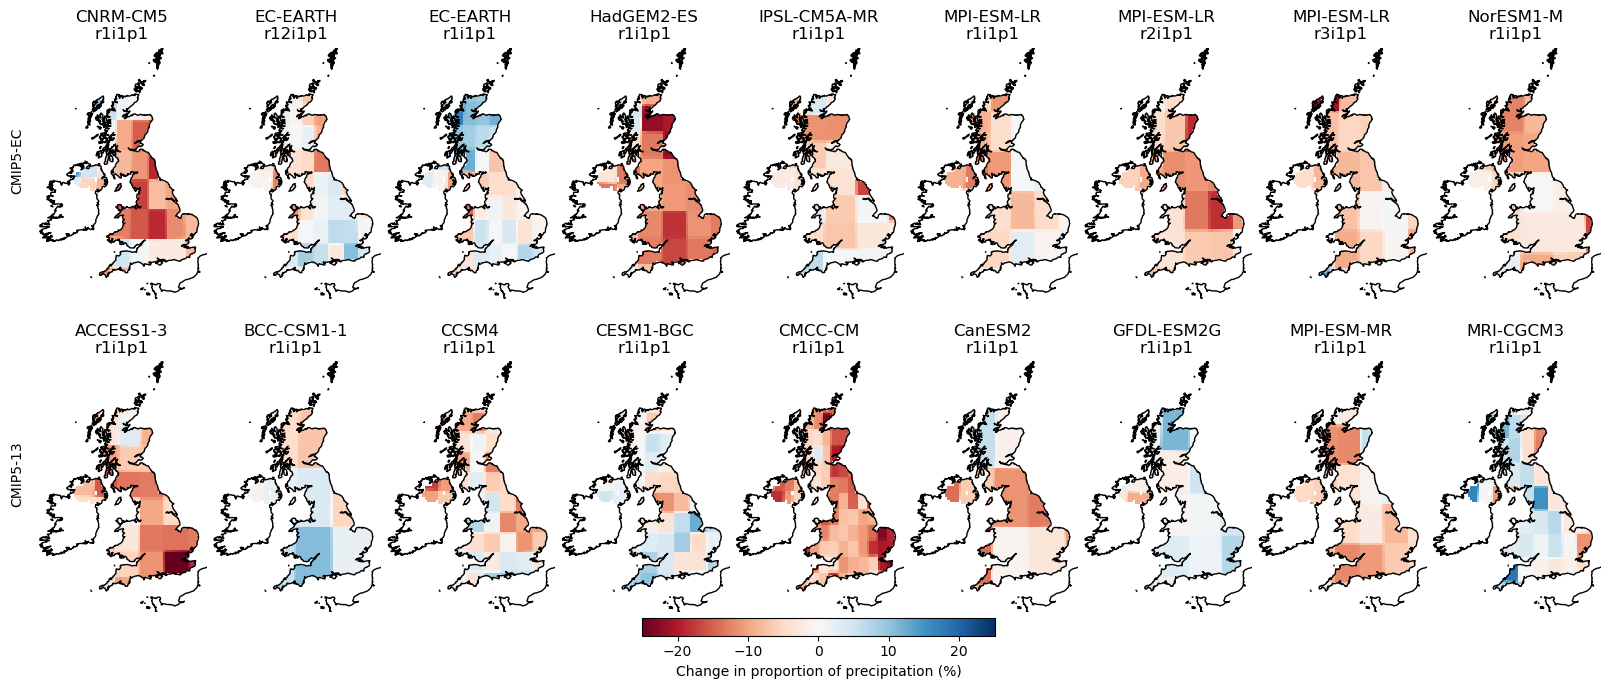 CNRM-CM5
r1i1p1
EC-EARTH
r12i1p1
EC-EARTH
r1i1p1
HadGEM2-ES
r1i1p1
IPSL-CM5A-MR
r1i1p1
MPI-ESM-LR
r1i1p1
MPI-ESM-LR
r2i1p1
MPI-ESM-LR
r3i1p1
NorESM1-M
r1i1p1
CMIP5-EC
ACCESS1-3
r1i1p1
BCC-CSM1-1
r1i1p1
CCSM4
r1i1p1
CESM1-BGC
r1i1p1
CMCC-CM
r1i1p1
CanESM2
r1i1p1
GFDL-ESM2G
r1i1p1
MPI-ESM-MR
r1i1p1
MRI-CGCM3
r1i1p1
CMIP5-13
−20 −10 0 10 20
Change in proportion of precipitation (%)